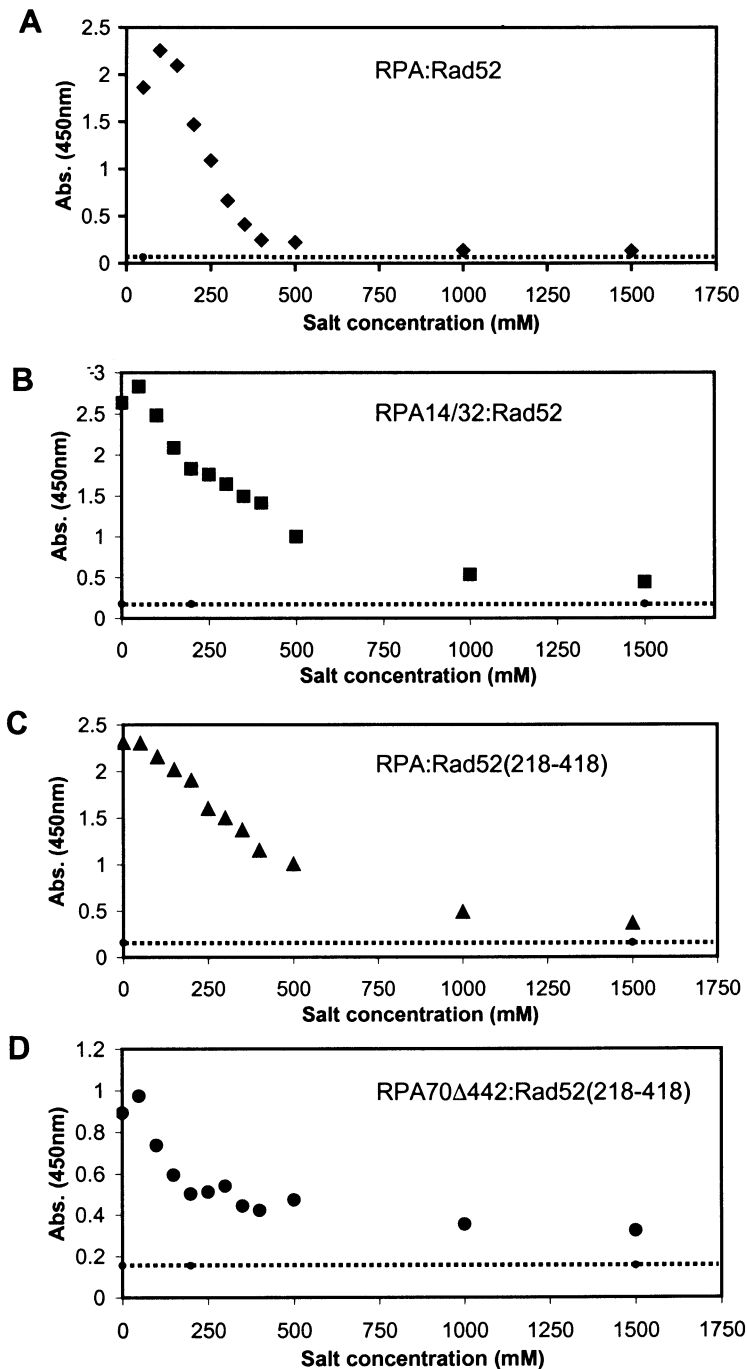 A
2.5
2
1.5
1
0.5
0
Abs. (450nm)
RPA:Rad52
0 250 500 750 1000 1250 1500 1750
Salt concentration (mM)
B
3
2.5
2
1.5
1
0.5
0
Abs. (450nm)
RPA14/32:Rad52
0 250 500 750 1000 1250 1500
Salt concentration (mM)
C
2.5
2
1.5
1
0.5
0
Abs. (450nm)
RPA:Rad52(218-418)
0 250 500 750 1000 1250 1500 1750
Salt concentration (mM)
D
1.2
1
0.8
0.6
0.4
0.2
0
Abs. (450nm)
RPA70Δ442:Rad52(218-418)
0 250 500 750 1000 1250 1500 1750
Salt concentration (mM)